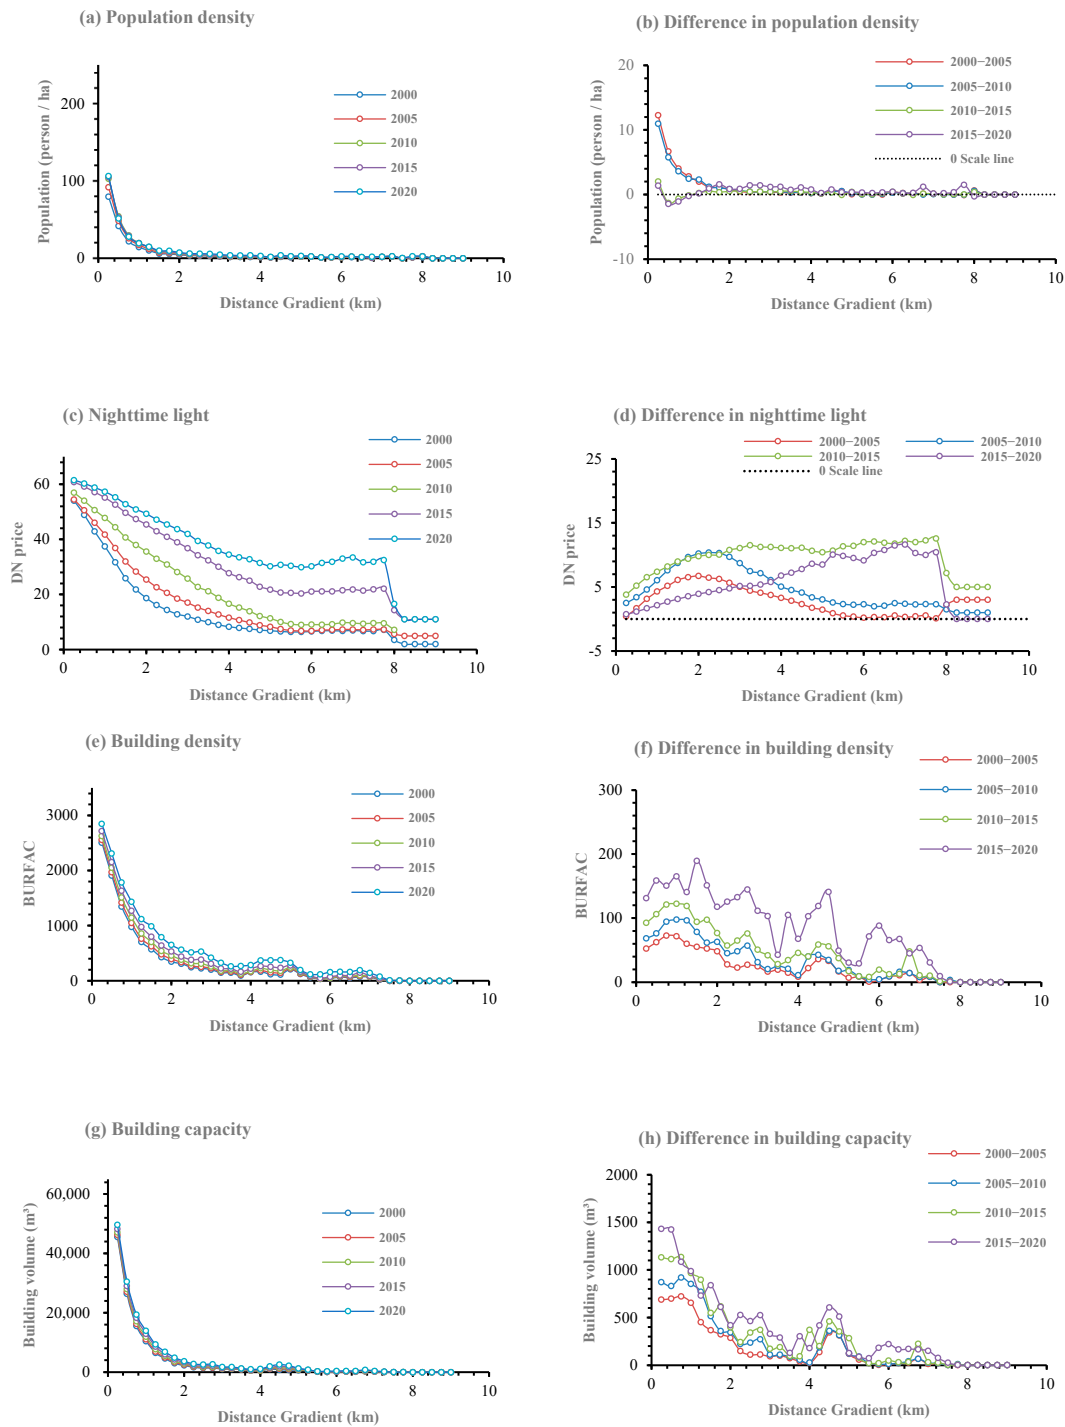 (a) Population density
Population (person / ha)
200
100
0
0 2 4 6 8 10
Distance Gradient (km)
2000
2005
2010
2015
2020
(b) Difference in population density
Population (person / ha)
20
10
0
-10
0 2 4 6 8 10
Distance Gradient (km)
2000−2005
2005−2010
2010−2015
2015−2020
0 Scale line
(c) Nighttime light
DN price
60
40
20
0
0 2 4 6 8 10
Distance Gradient (km)
2000
2005
2010
2015
2020
(d) Difference in nighttime light
2000−2005 2005−2010
2010−2015 2015−2020
0 Scale line
DN price
25
15
5
-5
0 2 4 6 8 10
Distance Gradient (km)
(e) Building density
BURFAC
3000
2000
1000
0
0 2 4 6 8 10
Distance Gradient (km)
2000
2005
2010
2015
2020
(f) Difference in building density
BURFAC
300
200
100
0
0 2 4 6 8 10
Distance Gradient (km)
2000−2005
2005−2010
2010−2015
2015−2020
(g) Building capacity
Building volume (m³)
60,000
40,000
20,000
0
0 2 4 6 8 10
Distance Gradient (km)
2000
2005
2010
2015
2020
(h) Difference in building capacity
Building volume (m³)
2000
1500
1000
500
0
0 2 4 6 8 10
Distance Gradient (km)
2000−2005
2005−2010
2010−2015
2015−2020